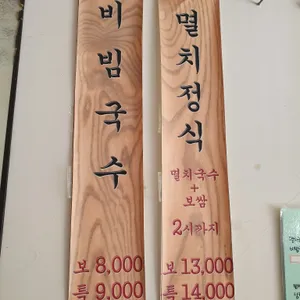 비빔국수
보 8,000
특 9,000
멸치정식
멸치국수
+
보쌈
2시까지
보 13,000
특 14,000